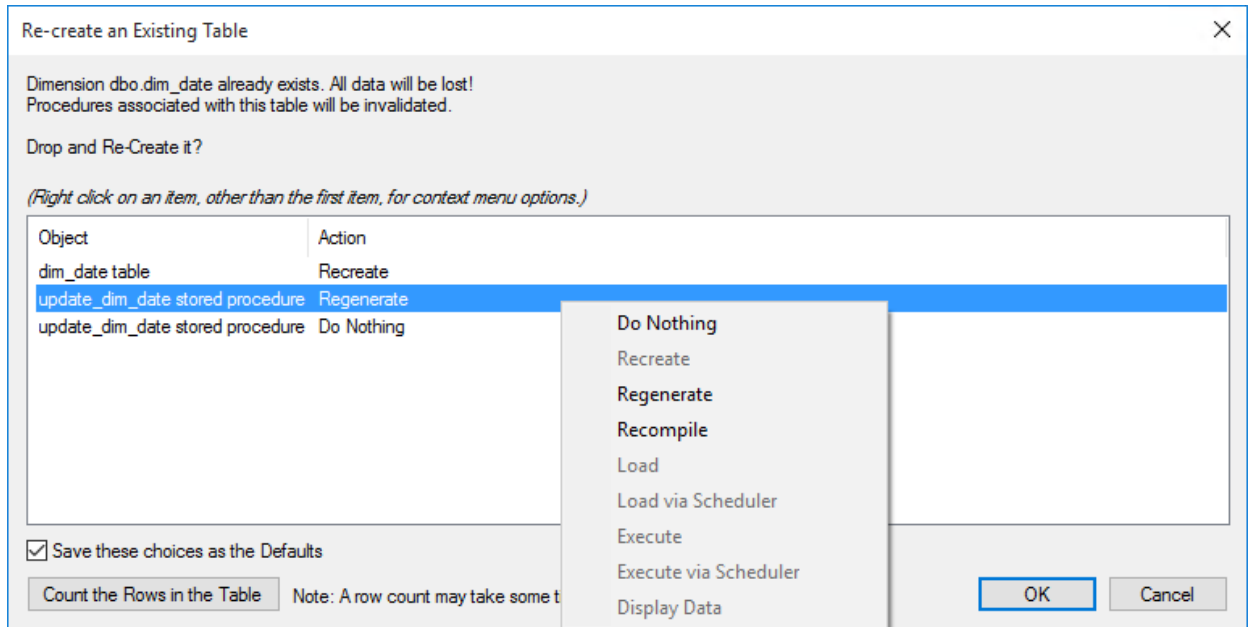 Re-create an Existing Table
Dimension dbo.dim_date already exists. All data will be lost!
Procedures associated with this table will be invalidated.
Drop and Re-Create it?
(Right click on an item, other than the first item, for context menu options.)
Object Action
dim_date table Recreate
update_dim_date stored procedure Regenerate
update_dim_date stored procedure Do Nothing
Do Nothing
Recreate
Regenerate
Recompile
Load
Load via Scheduler
Execute
Execute via Scheduler
Display Data
Save these choices as the Defaults
Count the Rows in the Table Note: A row count may take some
OK Cancel